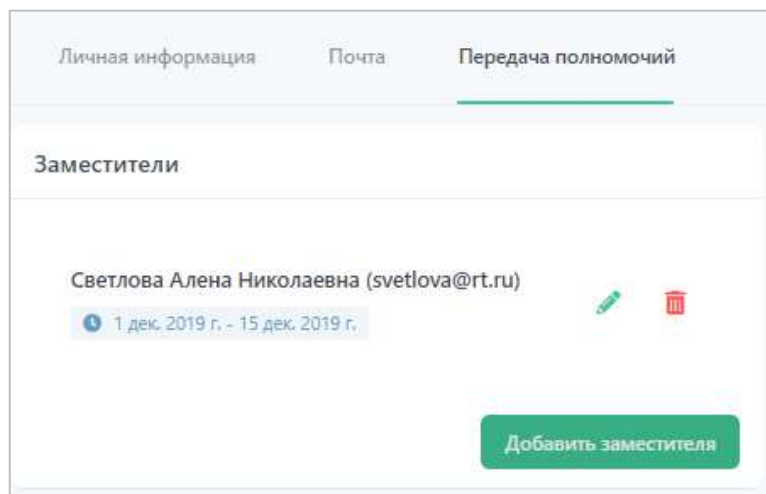 Личная информация Почта Передача полномочий
Заместители
Светлова Алена Николаевна (svetlova@rt.ru)
1 дек. 2019 г. - 15 дек. 2019 г.
Добавить заместителя